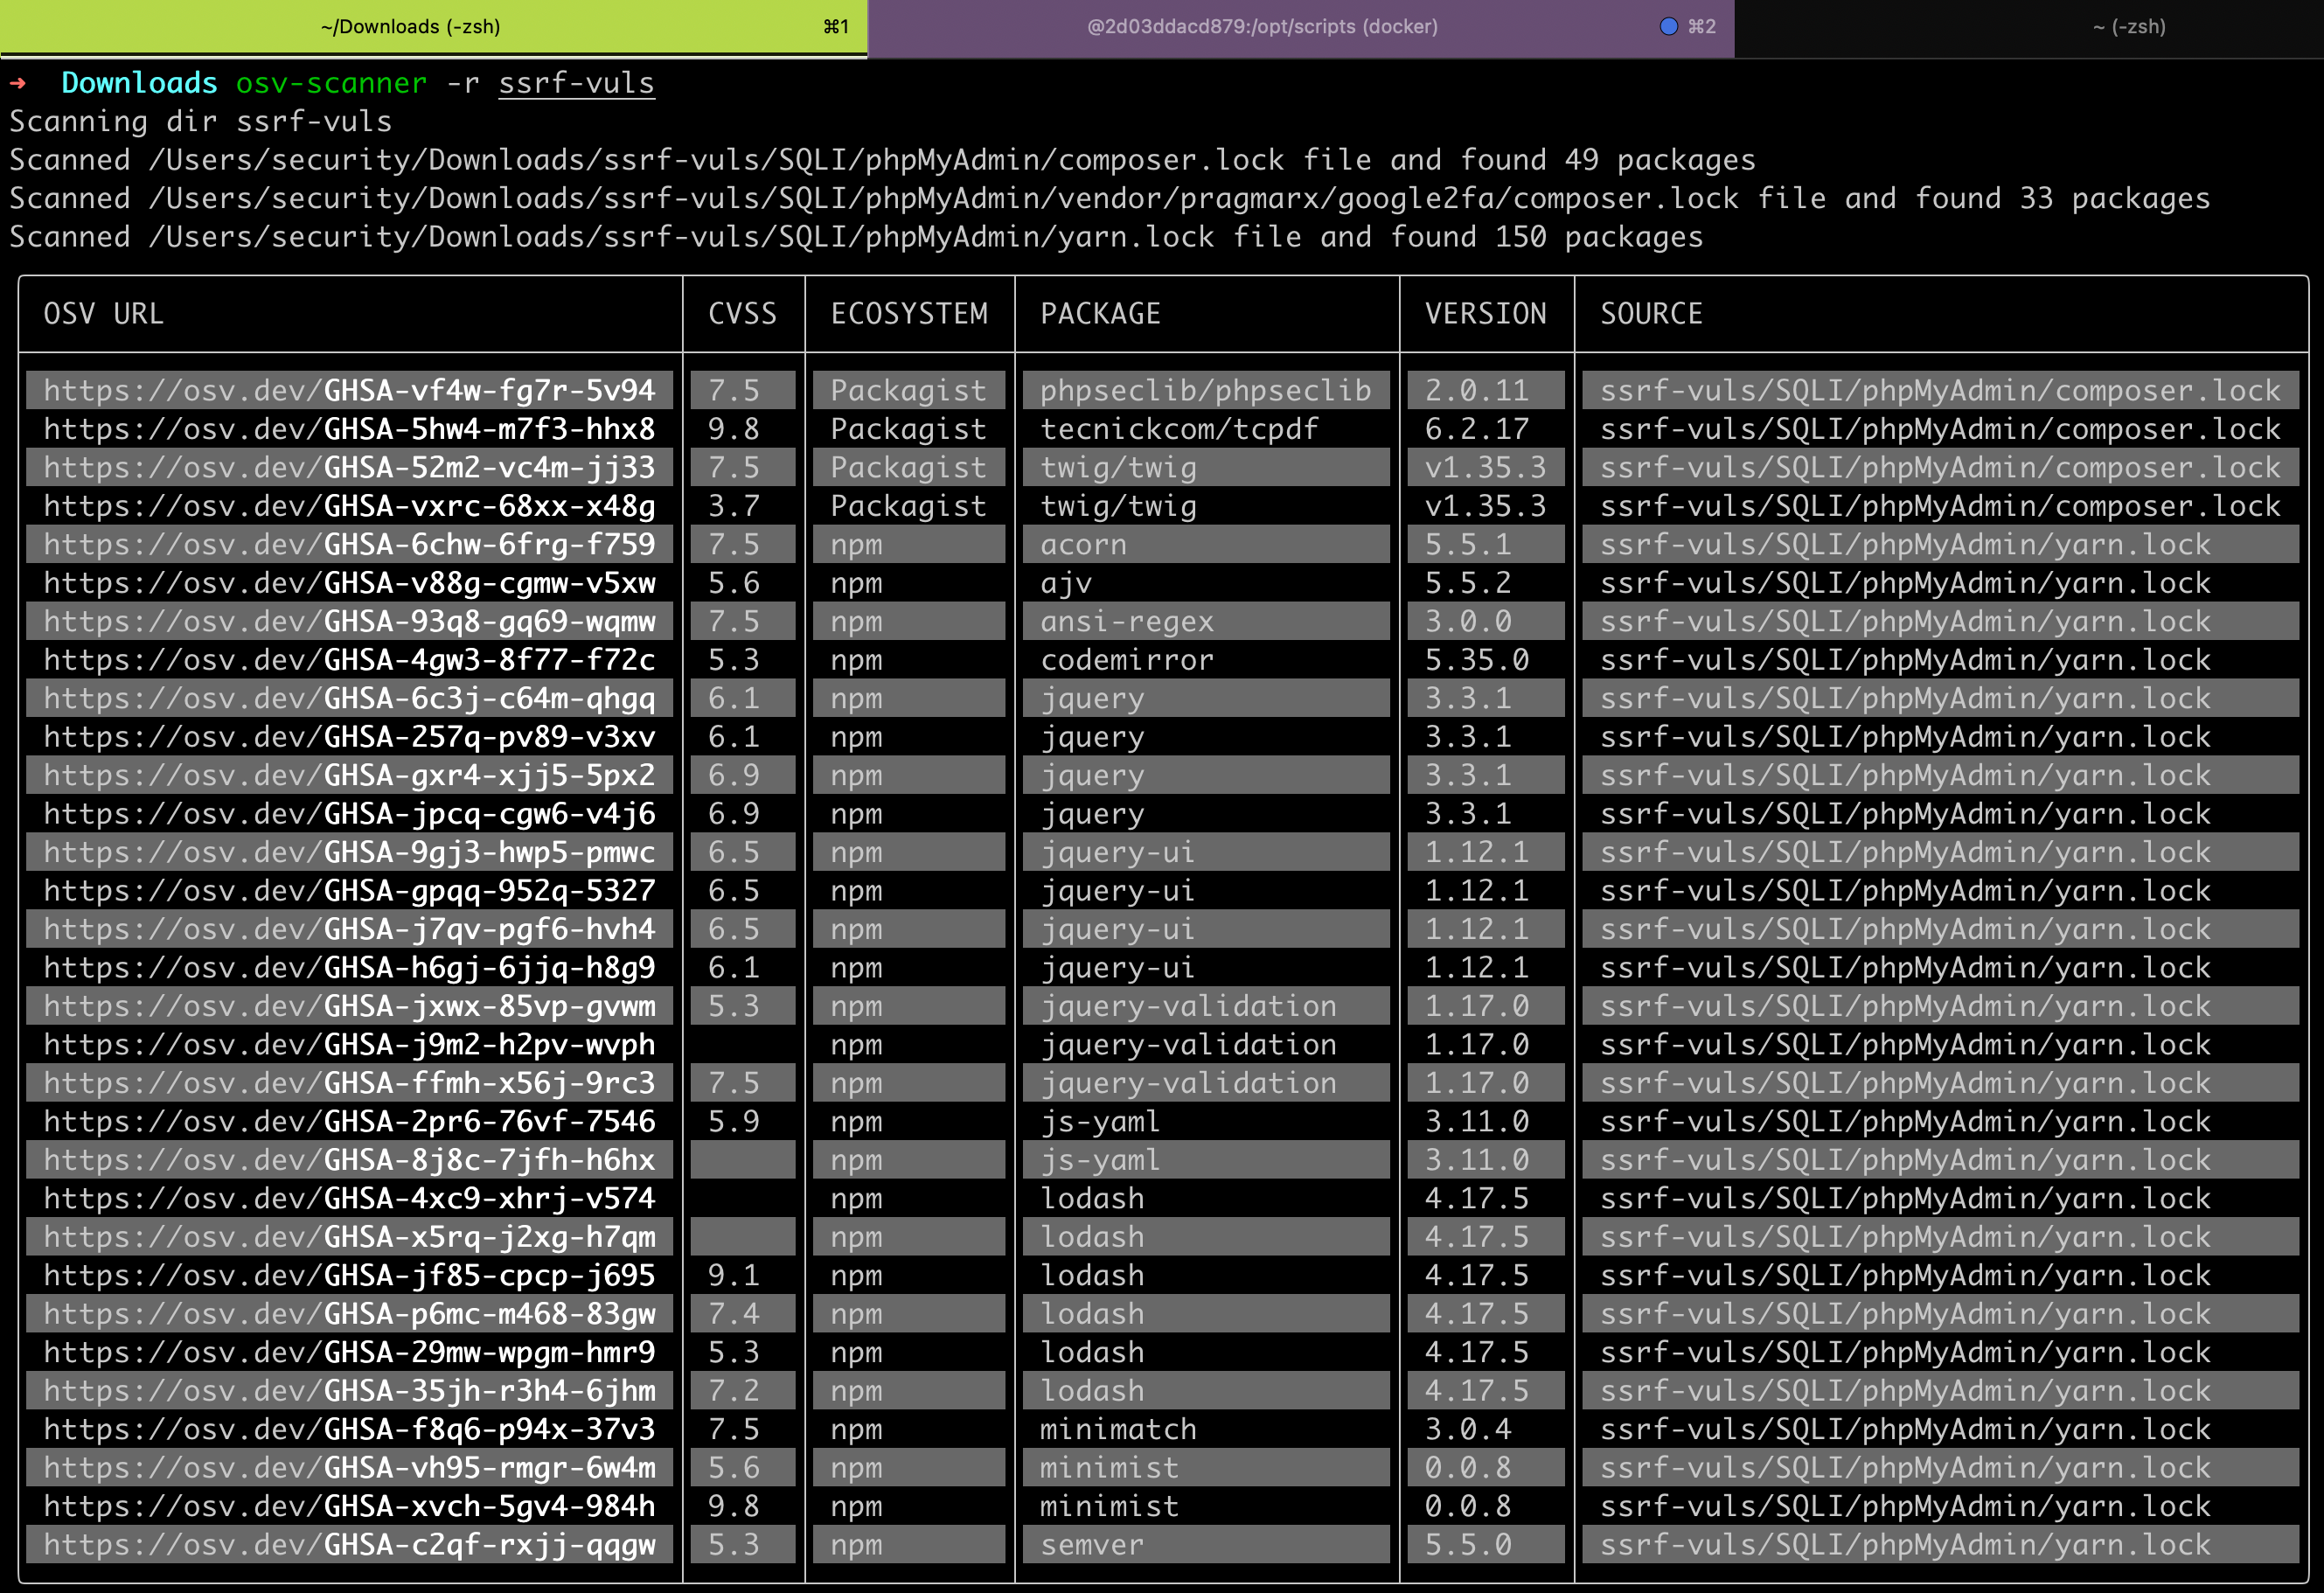 ~/Downloads (-zsh) ⌘1 @2d03ddacd879:/opt/scripts (docker) ⌘2 ~ (-zsh)
➜ Downloads osv-scanner -r ssrf-vuls
Scanning dir ssrf-vuls
Scanned /Users/security/Downloads/ssrf-vuls/SQLI/phpMyAdmin/composer.lock file and found 49 packages
Scanned /Users/security/Downloads/ssrf-vuls/SQLI/phpMyAdmin/vendor/pragmarx/google2fa/composer.lock file and found 33 packages
Scanned /Users/security/Downloads/ssrf-vuls/SQLI/phpMyAdmin/yarn.lock file and found 150 packages
OSV URL CVSS ECOSYSTEM PACKAGE VERSION SOURCE
https://osv.dev/GHSA-vf4w-fg7r-5v94 7.5 Packagist phpseclib/phpseclib 2.0.11 ssrf-vuls/SQLI/phpMyAdmin/composer.lock
https://osv.dev/GHSA-5hw4-m7f3-hhx8 9.8 Packagist tecnickcom/tcpdf 6.2.17 ssrf-vuls/SQLI/phpMyAdmin/composer.lock
https://osv.dev/GHSA-52m2-vc4m-jj33 7.5 Packagist twig/twig v1.35.3 ssrf-vuls/SQLI/phpMyAdmin/composer.lock
https://osv.dev/GHSA-vxrc-68xx-x48g 3.7 Packagist twig/twig v1.35.3 ssrf-vuls/SQLI/phpMyAdmin/composer.lock
https://osv.dev/GHSA-6chw-6frg-f759 7.5 npm acorn 5.5.1 ssrf-vuls/SQLI/phpMyAdmin/yarn.lock
https://osv.dev/GHSA-v88g-cgmw-v5xw 5.6 npm ajv 5.5.2 ssrf-vuls/SQLI/phpMyAdmin/yarn.lock
https://osv.dev/GHSA-93q8-gq69-wqmw 7.5 npm ansi-regex 3.0.0 ssrf-vuls/SQLI/phpMyAdmin/yarn.lock
https://osv.dev/GHSA-4gw3-8f77-f72c 5.3 npm codemirror 5.35.0 ssrf-vuls/SQLI/phpMyAdmin/yarn.lock
https://osv.dev/GHSA-6c3j-c64m-qhgq 6.1 npm jquery 3.3.1 ssrf-vuls/SQLI/phpMyAdmin/yarn.lock
https://osv.dev/GHSA-257q-pv89-v3xv 6.1 npm jquery 3.3.1 ssrf-vuls/SQLI/phpMyAdmin/yarn.lock
https://osv.dev/GHSA-gxr4-xjj5-5px2 6.9 npm jquery 3.3.1 ssrf-vuls/SQLI/phpMyAdmin/yarn.lock
https://osv.dev/GHSA-jpcq-cgw6-v4j6 6.9 npm jquery 3.3.1 ssrf-vuls/SQLI/phpMyAdmin/yarn.lock
https://osv.dev/GHSA-9gj3-hwp5-pmwc 6.5 npm jquery-ui 1.12.1 ssrf-vuls/SQLI/phpMyAdmin/yarn.lock
https://osv.dev/GHSA-gpqq-952q-5327 6.5 npm jquery-ui 1.12.1 ssrf-vuls/SQLI/phpMyAdmin/yarn.lock
https://osv.dev/GHSA-j7qv-pgf6-hvh4 6.5 npm jquery-ui 1.12.1 ssrf-vuls/SQLI/phpMyAdmin/yarn.lock
https://osv.dev/GHSA-h6gj-6jjq-h8g9 6.1 npm jquery-ui 1.12.1 ssrf-vuls/SQLI/phpMyAdmin/yarn.lock
https://osv.dev/GHSA-jxwx-85vp-gvwm 5.3 npm jquery-validation 1.17.0 ssrf-vuls/SQLI/phpMyAdmin/yarn.lock
https://osv.dev/GHSA-j9m2-h2pv-wvph npm jquery-validation 1.17.0 ssrf-vuls/SQLI/phpMyAdmin/yarn.lock
https://osv.dev/GHSA-ffmh-x56j-9rc3 7.5 npm jquery-validation 1.17.0 ssrf-vuls/SQLI/phpMyAdmin/yarn.lock
https://osv.dev/GHSA-2pr6-76vf-7546 5.9 npm js-yaml 3.11.0 ssrf-vuls/SQLI/phpMyAdmin/yarn.lock
https://osv.dev/GHSA-8j8c-7jfh-h6hx npm js-yaml 3.11.0 ssrf-vuls/SQLI/phpMyAdmin/yarn.lock
https://osv.dev/GHSA-4xc9-xhrj-v574 npm lodash 4.17.5 ssrf-vuls/SQLI/phpMyAdmin/yarn.lock
https://osv.dev/GHSA-x5rq-j2xg-h7qm npm lodash 4.17.5 ssrf-vuls/SQLI/phpMyAdmin/yarn.lock
https://osv.dev/GHSA-jf85-cpcp-j695 9.1 npm lodash 4.17.5 ssrf-vuls/SQLI/phpMyAdmin/yarn.lock
https://osv.dev/GHSA-p6mc-m468-83gw 7.4 npm lodash 4.17.5 ssrf-vuls/SQLI/phpMyAdmin/yarn.lock
https://osv.dev/GHSA-29mw-wpgm-hmr9 5.3 npm lodash 4.17.5 ssrf-vuls/SQLI/phpMyAdmin/yarn.lock
https://osv.dev/GHSA-35jh-r3h4-6jhm 7.2 npm lodash 4.17.5 ssrf-vuls/SQLI/phpMyAdmin/yarn.lock
https://osv.dev/GHSA-f8q6-p94x-37v3 7.5 npm minimatch 3.0.4 ssrf-vuls/SQLI/phpMyAdmin/yarn.lock
https://osv.dev/GHSA-vh95-rmgr-6w4m 5.6 npm minimist 0.0.8 ssrf-vuls/SQLI/phpMyAdmin/yarn.lock
https://osv.dev/GHSA-xvch-5gv4-984h 9.8 npm minimist 0.0.8 ssrf-vuls/SQLI/phpMyAdmin/yarn.lock
https://osv.dev/GHSA-c2qf-rxjj-qqgw 5.3 npm semver 5.5.0 ssrf-vuls/SQLI/phpMyAdmin/yarn.lock